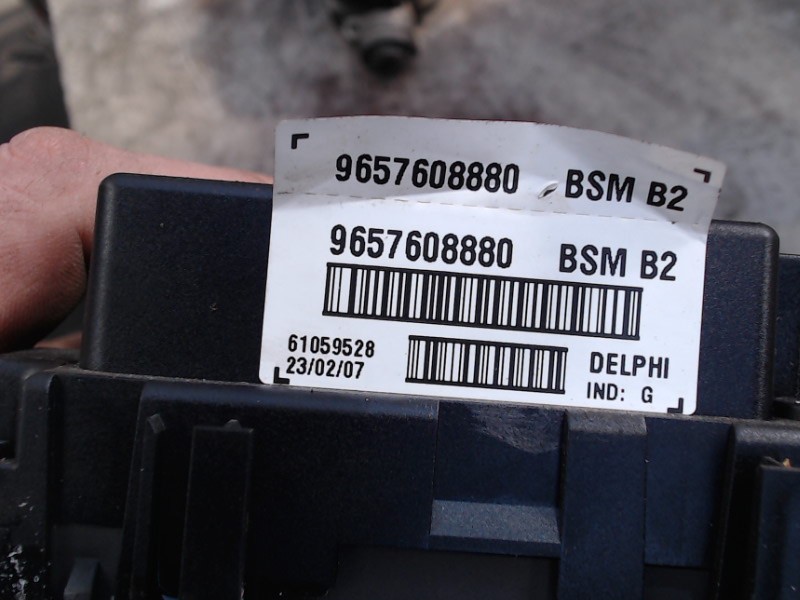 9657608880 BSM B2
9657608880 BSM B2
61059528
23/02/07
DELPHI
IND: G